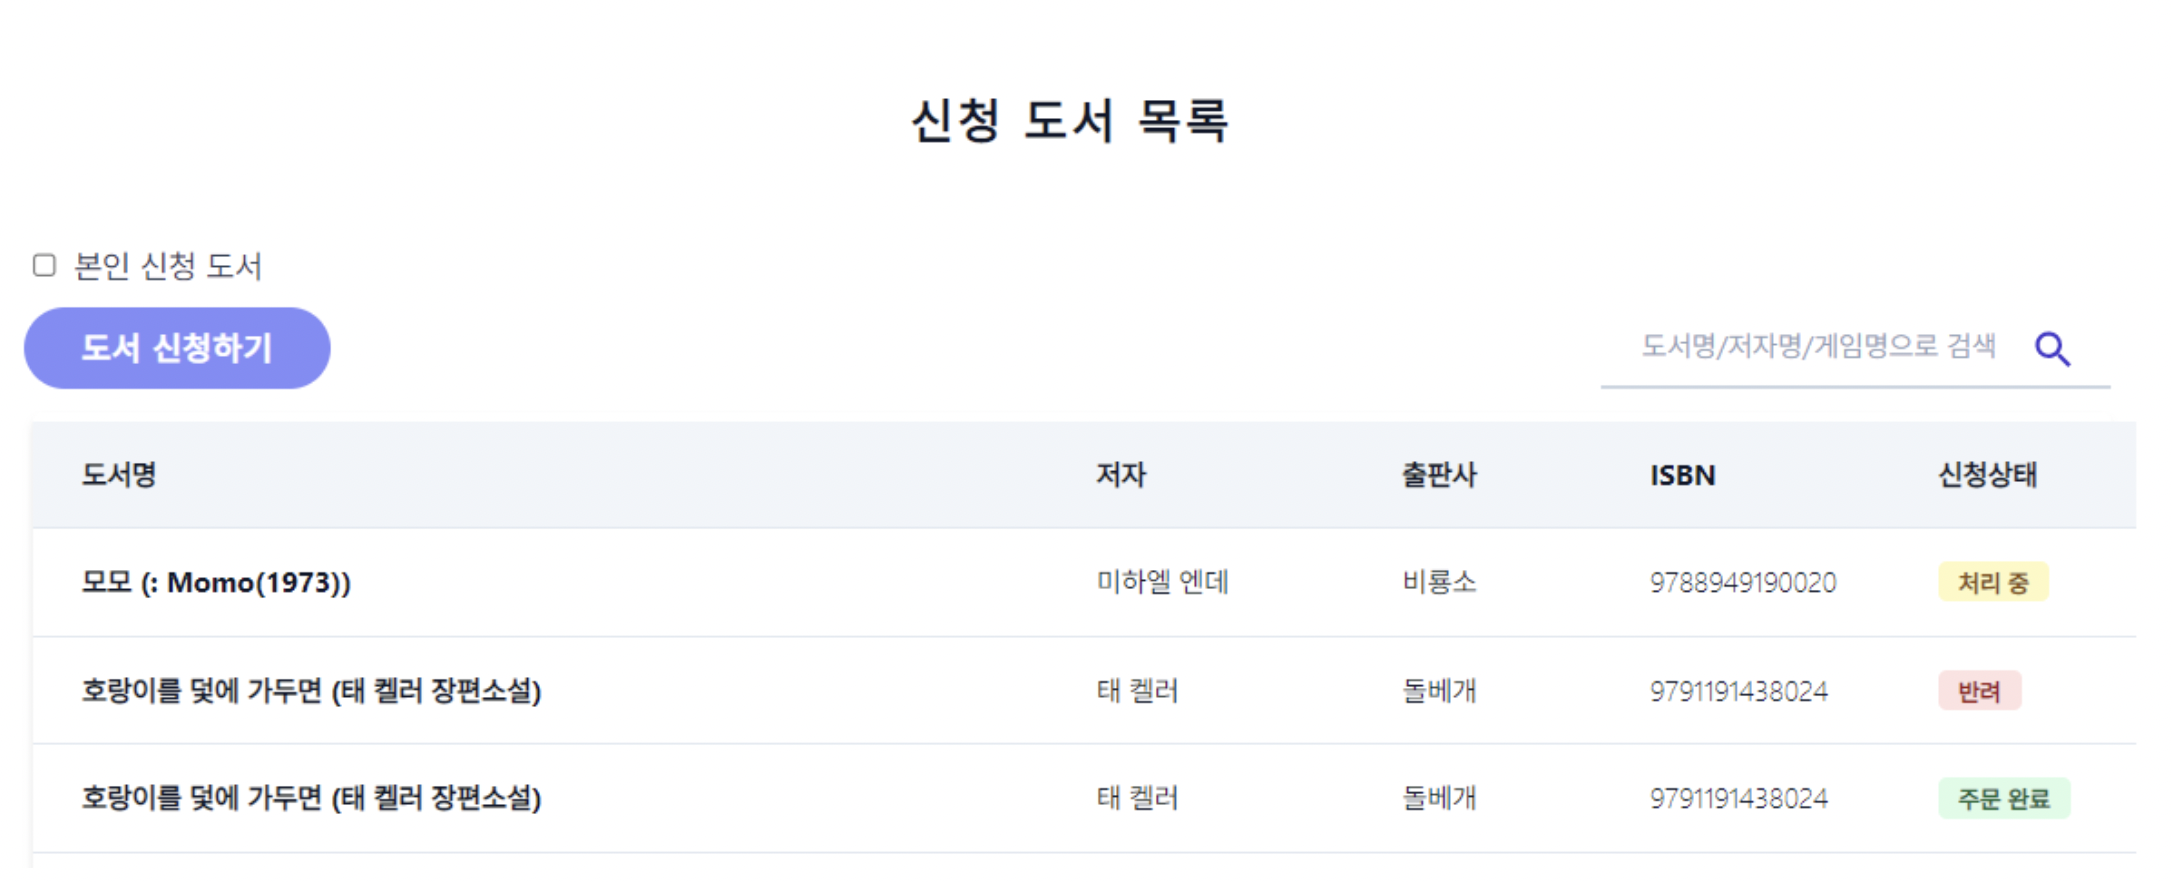 신청 도서 목록
본인 신청 도서
도서 신청하기
도서명/저자명/게임명으로 검색
도서명 저자 출판사 ISBN 신청상태
모모 (: Momo(1973)) 미하엘 엔데 비룡소 9788949190020 처리 중
호랑이를 덫에 가두면 (태 켈러 장편소설) 태 켈러 돌베개 9791191438024 반려
호랑이를 덫에 가두면 (태 켈러 장편소설) 태 켈러 돌베개 9791191438024 주문 완료